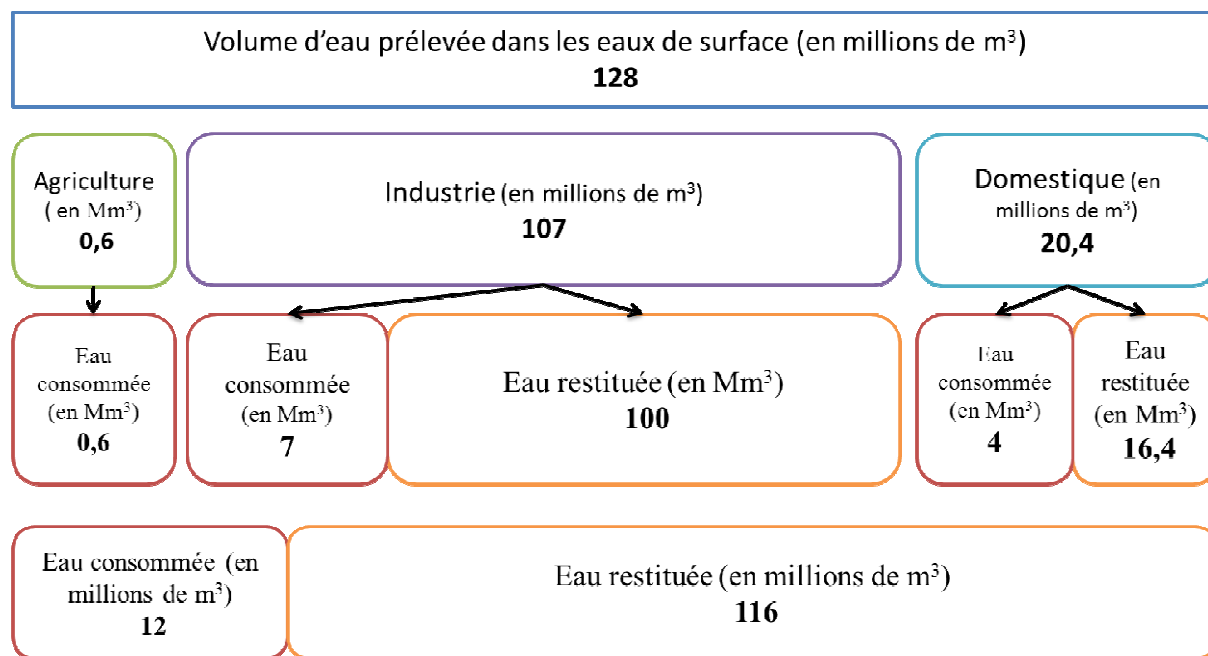 Volume d'eau prélevée dans les eaux de surface (en millions de m³)
128
Agriculture
( en Mm³)
0,6
Industrie (en millions de m³)
107
Domestique (en
millions de m³)
20,4
Eau
consommée
(en Mm³)
0,6
Eau
consommée
(en Mm³)
7
Eau restituée (en Mm³)
100
Eau
consommée
(en Mm³)
4
Eau
restituée
(en Mm³)
16,4
Eau consommée (en
millions de m³)
12
Eau restituée (en millions de m³)
116